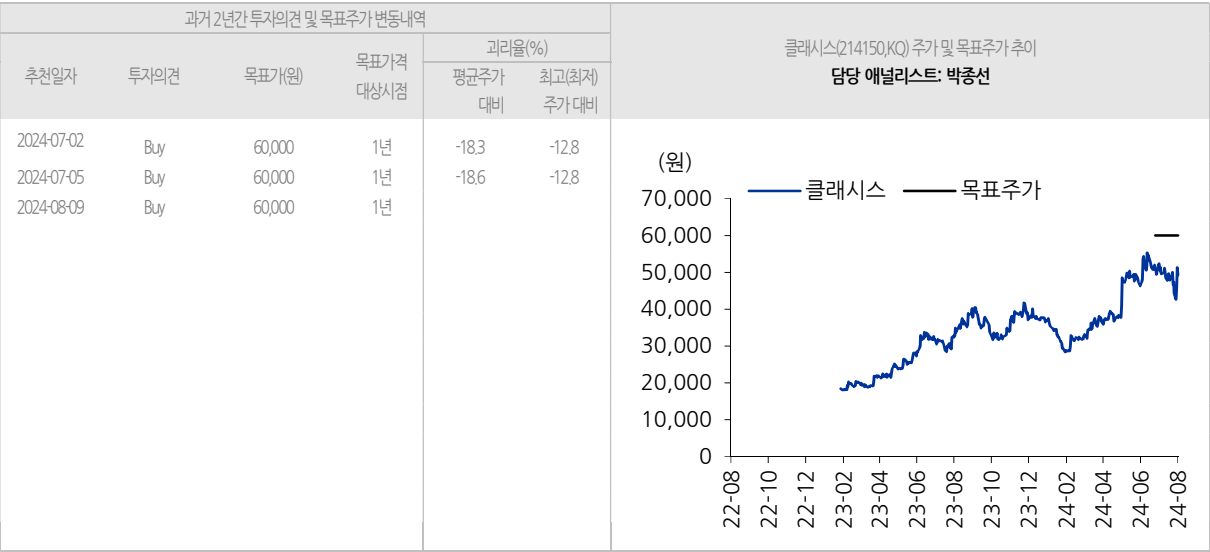 과거 2년간 투자의견 및 목표주가 변동내역
추천일자 투자의견 목표가(원) 목표가격 대상시점 괴리율(%)
평균주가 대비 최고(최저) 주가 대비
2024-07-02 Buy 60,000 1년 -18.3 -12.8
2024-07-05 Buy 60,000 1년 -18.6 -12.8
2024-08-09 Buy 60,000 1년
클래시스(214150,KQ) 주가 및 목표주가 추이
담당 애널리스트: 박종선
(원)
클래시스 목표주가
70,000
60,000
50,000
40,000
30,000
20,000
10,000
0
22-08 22-10 22-12 23-02 23-04 23-06 23-08 23-10 23-12 24-02 24-04 24-06 24-08